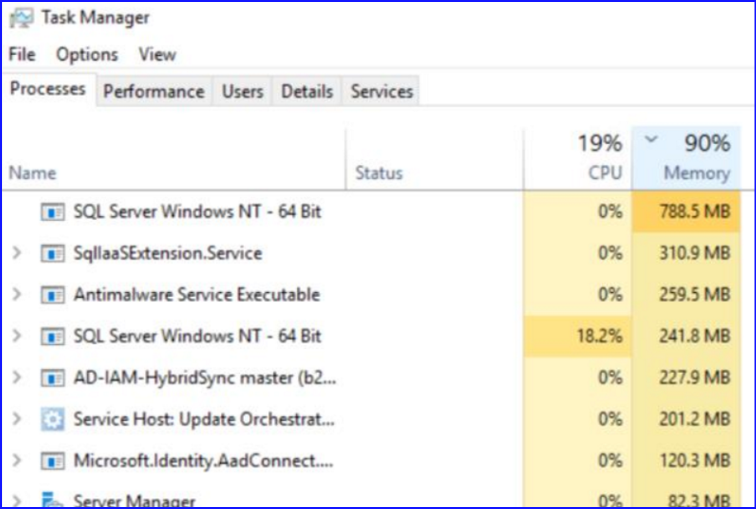 Task Manager
File Options View
Processes Performance Users Details Services
19% 90%
Name Status CPU Memory
SQL Server Windows NT - 64 Bit 0% 788.5 MB
SqlIaaSExtension.Service 0% 310.9 MB
Antimalware Service Executable 0% 259.5 MB
SQL Server Windows NT - 64 Bit 18.2% 241.8 MB
AD-IAM-HybridSync master (b2... 0% 227.9 MB
Service Host: Update Orchestrat... 0% 201.2 MB
Microsoft.Identity.AadConnect.... 0% 120.3 MB
Server Manager 0% 82.3 MB